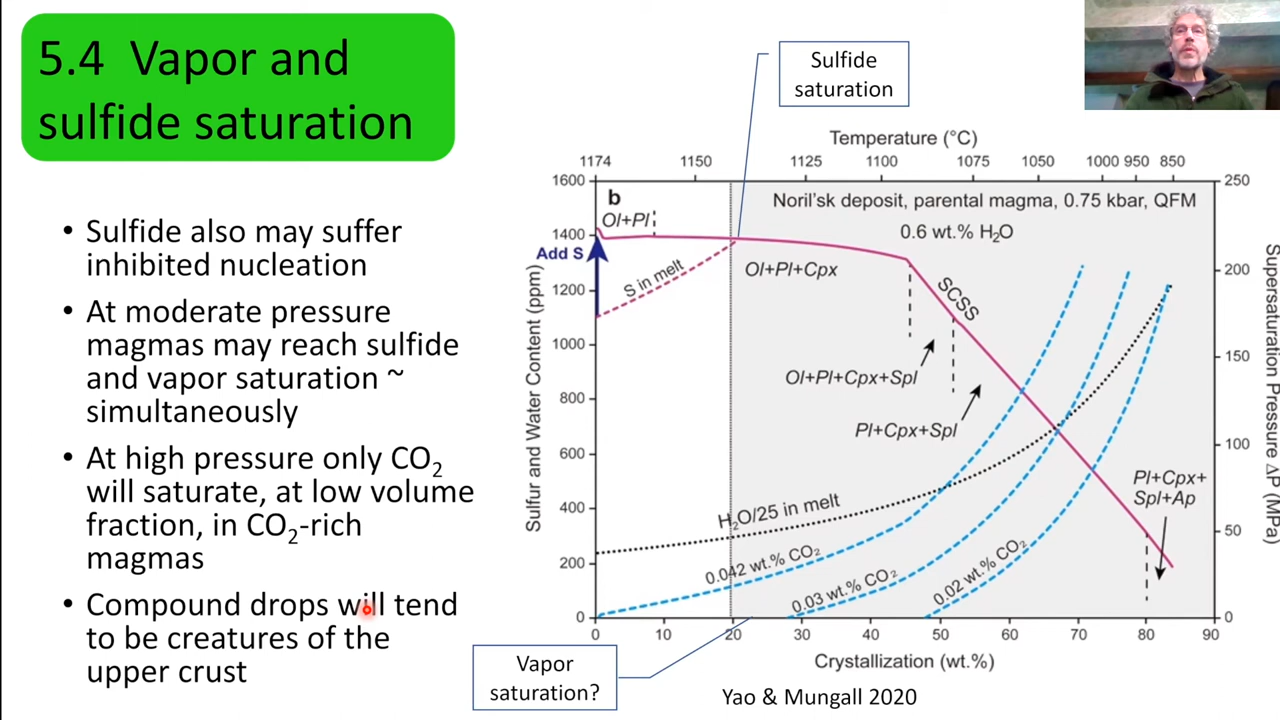 5.4 Vapor and
sulfide saturation
• Sulfide also may suffer
inhibited nucleation
• At moderate pressure
magmas may reach sulfide
and vapor saturation ~
simultaneously
• At high pressure only CO₂
will saturate, at low volume
fraction, in CO₂-rich
magmas
• Compound drops will tend
to be creatures of the
upper crust
Sulfide
saturation
Temperature (°C)
1174 1150 1125 1100 1075 1050 1000 950 850
1600
1400
1200
1000
800
600
400
200
0
Sulfur and Water Content (ppm)
b
Noril'sk deposit, parental magma, 0.75 kbar, QFM
0.6 wt.% H₂O
Ol+Pl
Add S
S in melt
Ol+Pl+Cpx
SCSS
Ol+Pl+Cpx+Spl
Pl+Cpx+Spl
Pl+Cpx+
Spl+Ap
H₂O/25 in melt
0.042 wt.% CO₂
0.03 wt.% CO₂
0.02 wt.% CO₂
250
200
150
100
50
0
Supersaturation Pressure ΔP (MPa)
0 10 20 30 40 50 60 70 80 90
Crystallization (wt.%)
Vapor
saturation?
Yao & Mungall 2020